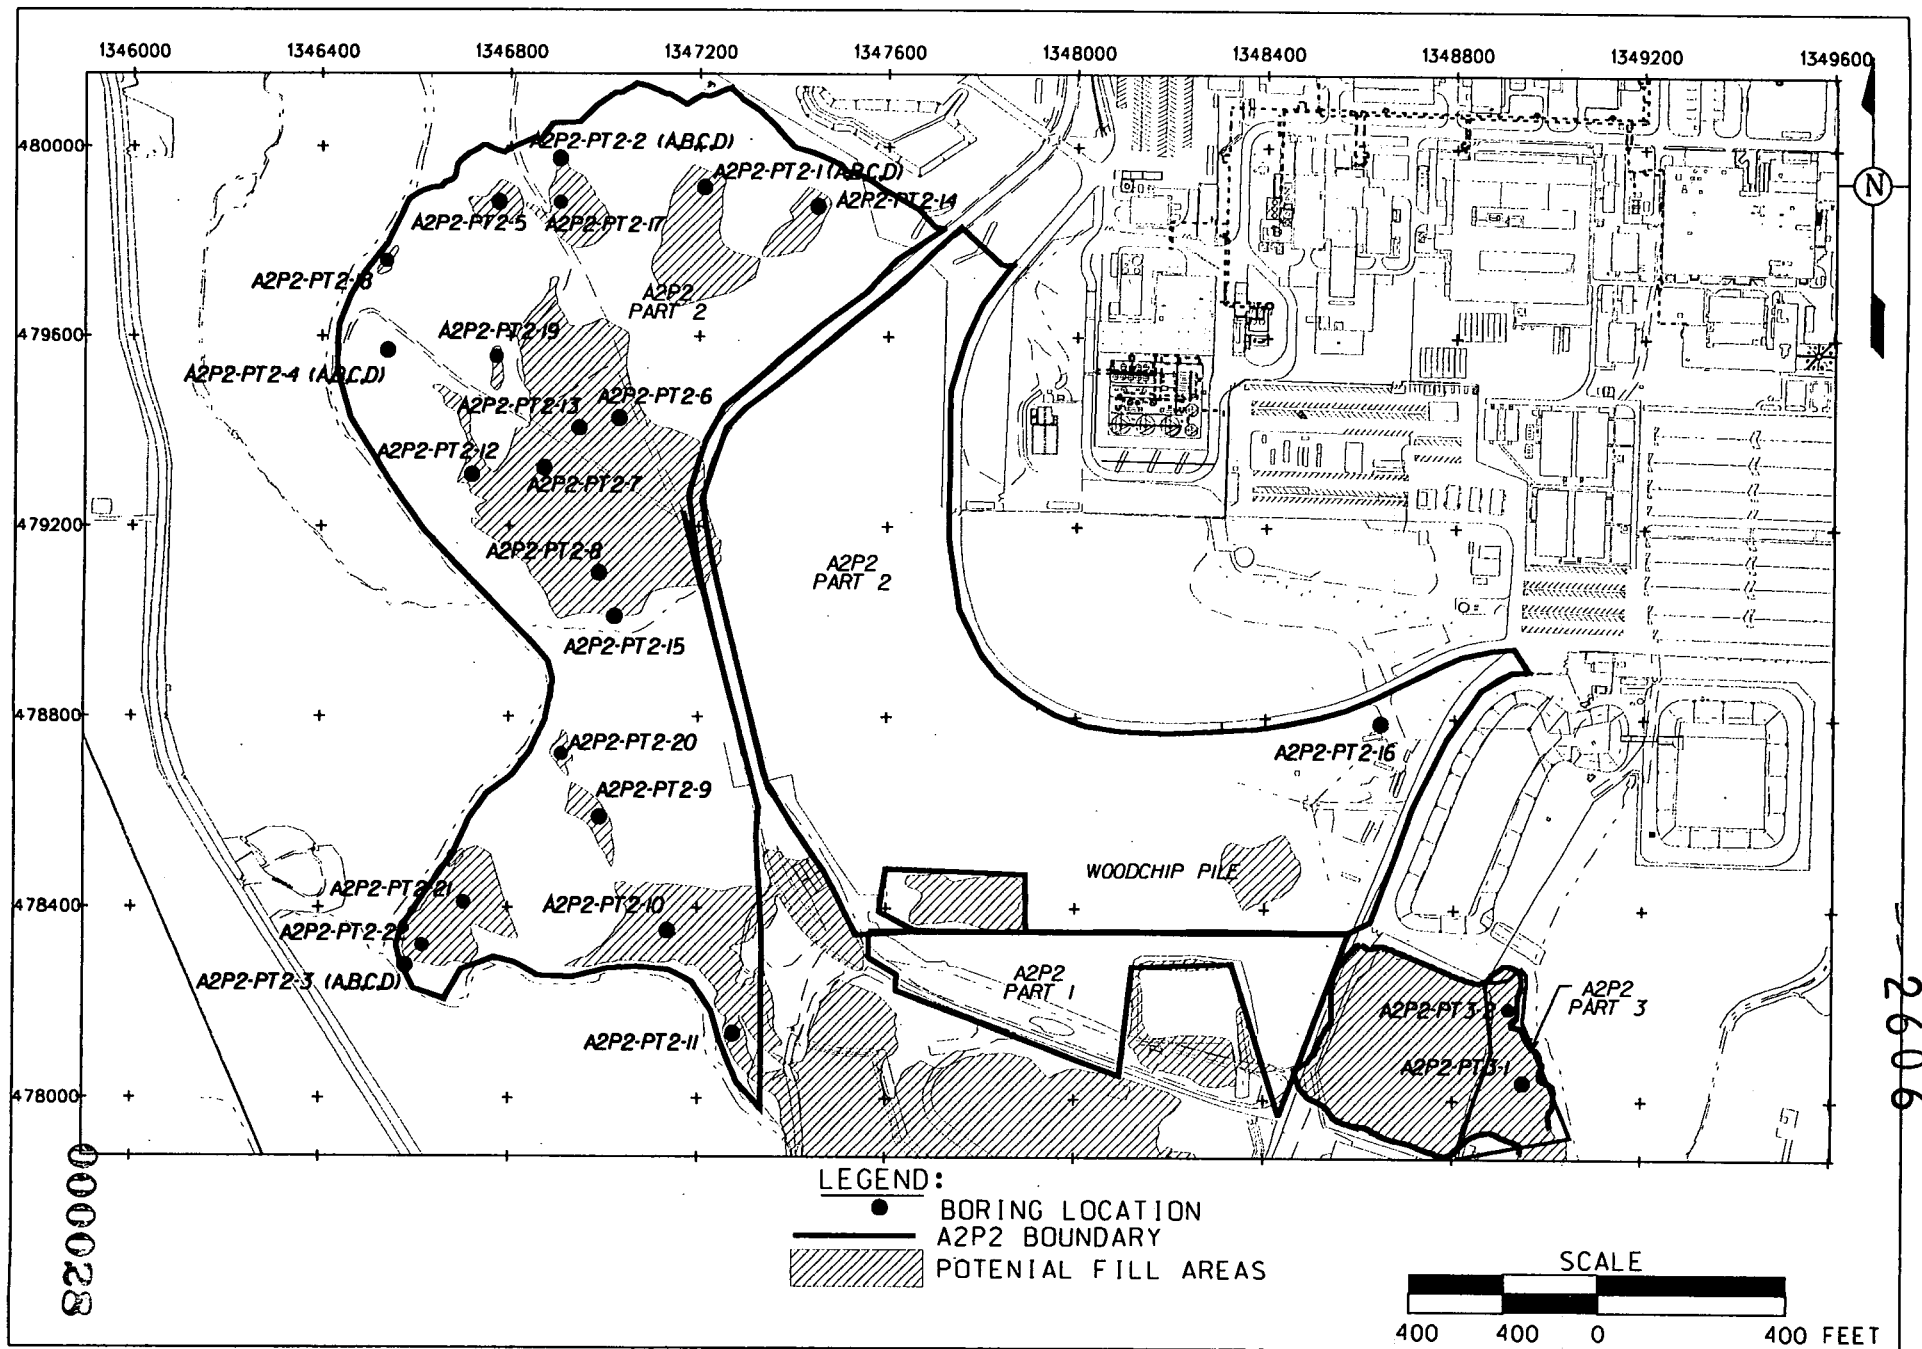 1346000 1346400 1346800 1347200 1347600 1348000 1348400 1348800 1349200 1349600
480000
A2P2-PT2-2 (A,B,C,D)
A2P2-PT2-1 (A,B,C,D)
A2P2-PT2-14
A2P2-PT2-5
A2P2-PT2-17
N
A2P2-PT2-18
A2P2
PART 2
479600
A2P2-PT2-19
A2P2-PT2-4 (A,B,C,D)
A2P2-PT2-13
A2P2-PT2-6
A2P2-PT2-12
A2P2-PT2-7
479200
A2P2-PT2-8
A2P2
PART 2
A2P2-PT2-15
478800
A2P2-PT2-20
A2P2-PT2-16
A2P2-PT2-9
WOODCHIP PILE
A2P2-PT2-21
478400
A2P2-PT2-10
A2P2-PT2-22
A2P2-PT2-3 (A,B,C,D)
A2P2
PART 1
A2P2
PART 3
A2P2-PT3-2
A2P2-PT2-11
A2P2-PT3-1
478000
2606
000028
LEGEND:
BORING LOCATION
A2P2 BOUNDARY
POTENIAL FILL AREAS
SCALE
400 400 0 400 FEET